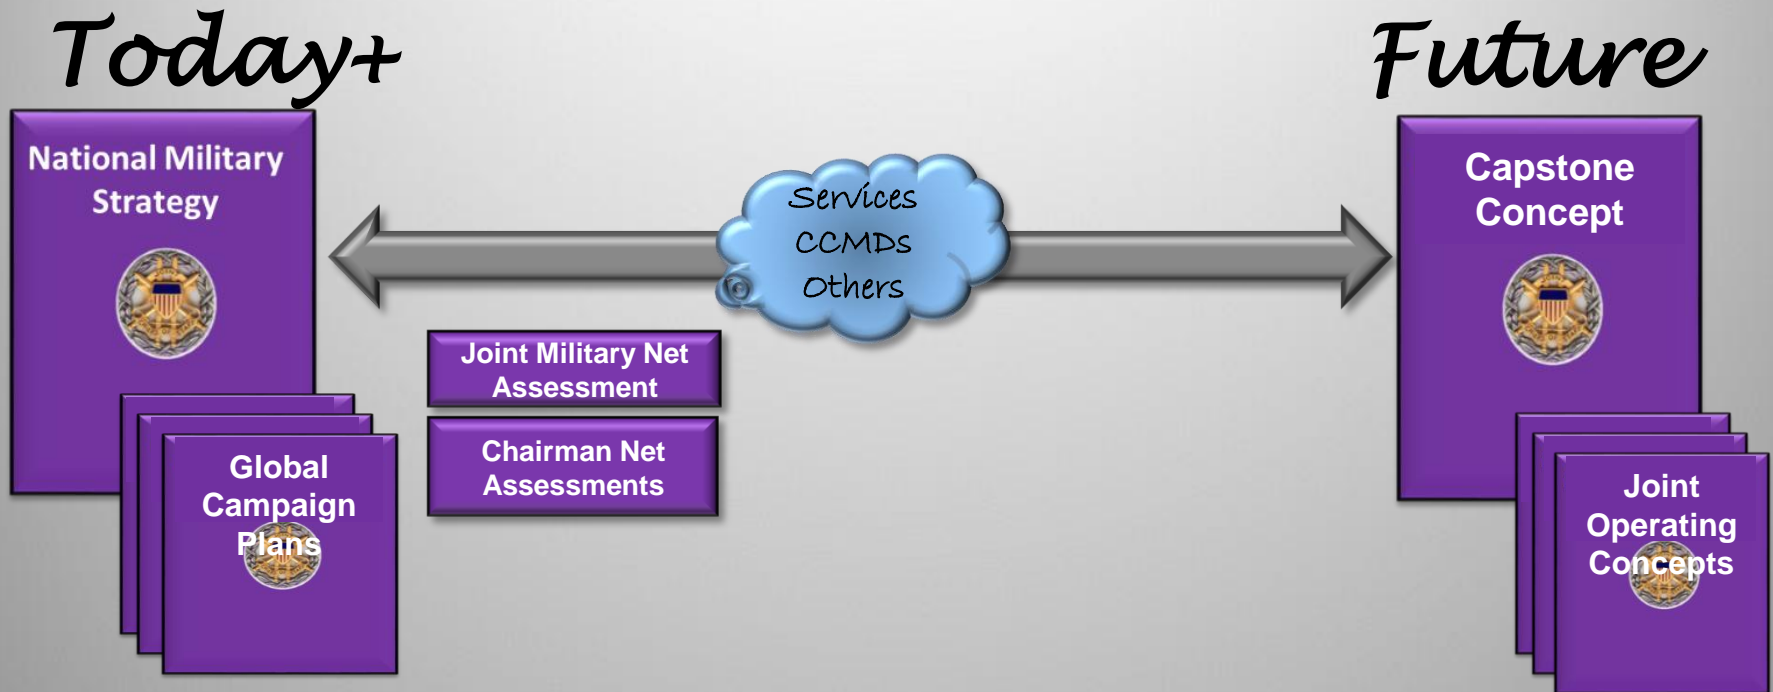 Today+
Future
National Military
Strategy
Capstone
Concept
Services
CCMDs
Others
Joint Military Net
Assessment
Chairman Net
Assessments
Global
Campaign
Plans
Joint
Operating
Concepts